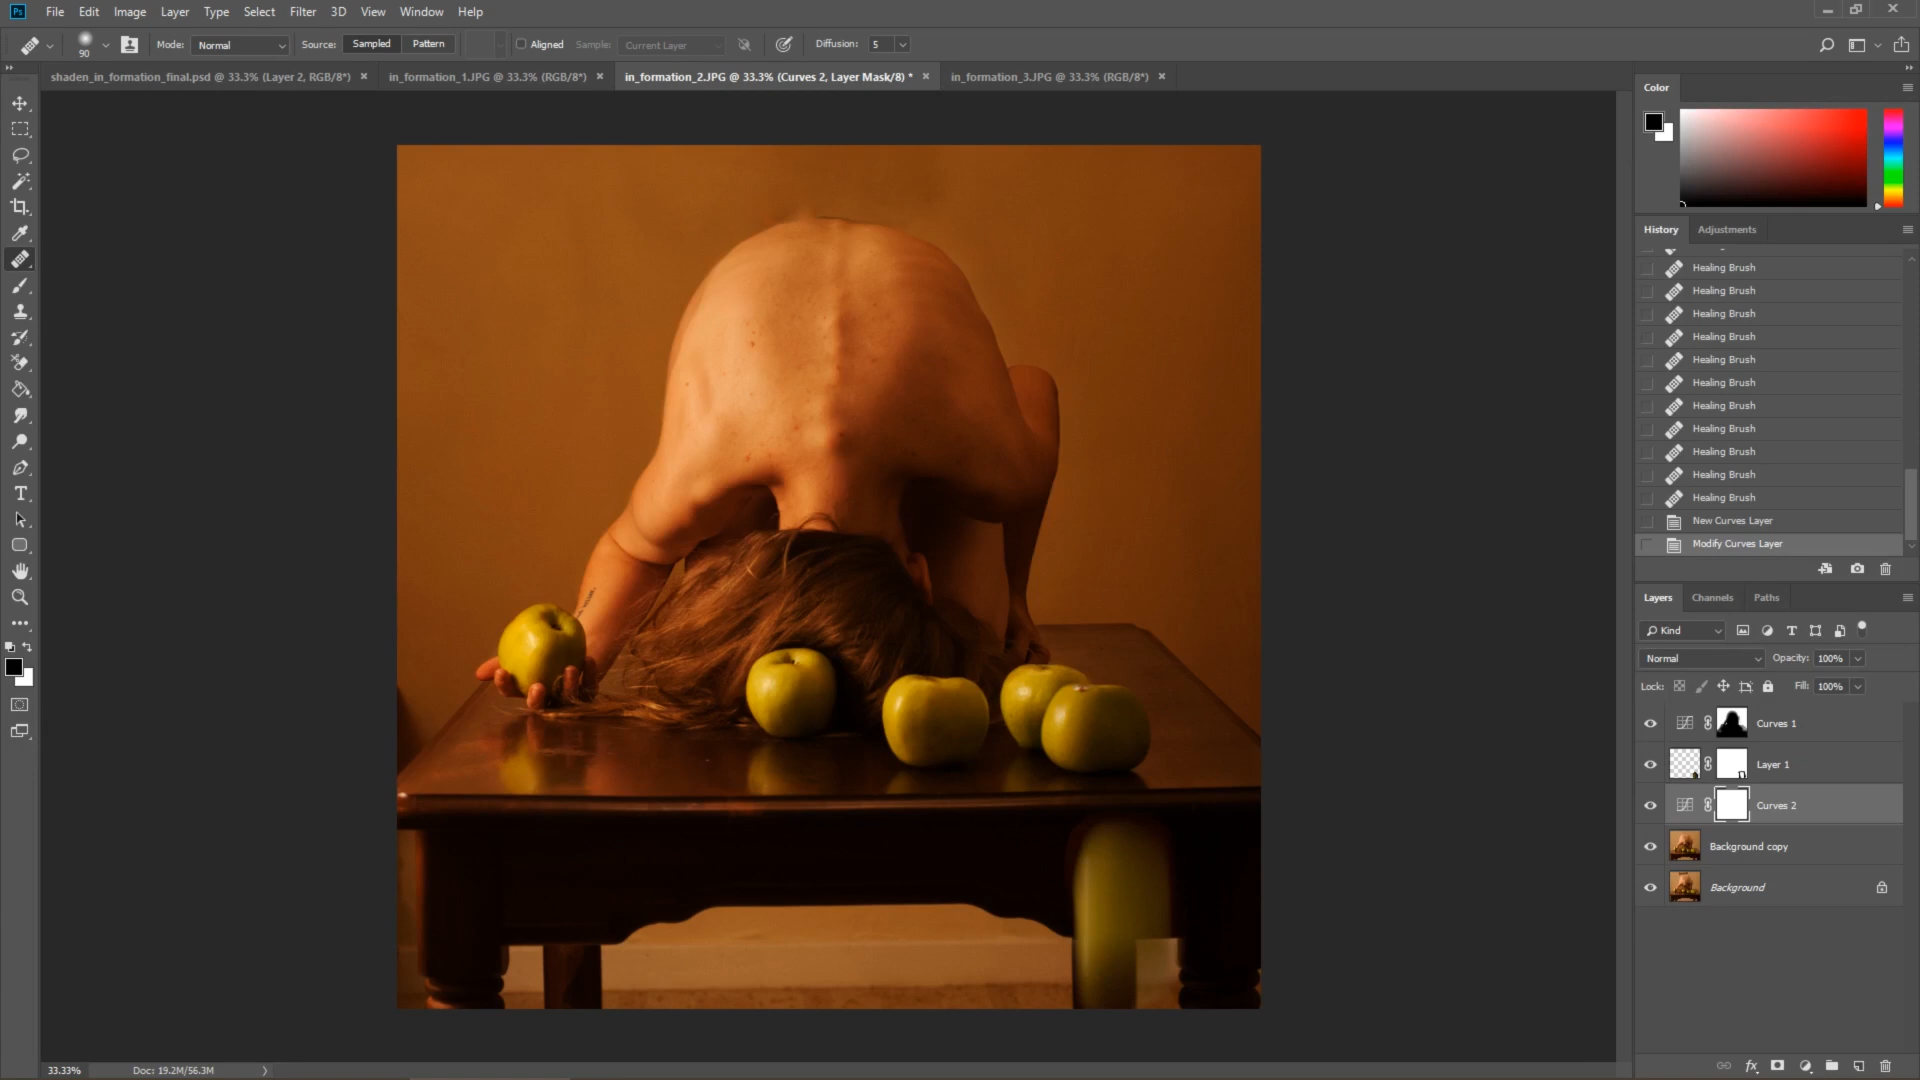 Ps File Edit Image Layer Type Select Filter 3D View Window Help
90 Mode: Normal Source: Sampled Pattern Aligned Sample: Current Layer Diffusion: 5
shaden_in_formation_final.psd @ 33.3% (Layer 2, RGB/8*) in_formation_1.JPG @ 33.3% (RGB/8*) in_formation_2.JPG @ 33.3% (Curves 2, Layer Mask/8) * in_formation_3.JPG @ 33.3% (RGB/8*)
Color
History Adjustments
Healing Brush
Healing Brush
Healing Brush
Healing Brush
Healing Brush
Healing Brush
Healing Brush
Healing Brush
Healing Brush
Healing Brush
Healing Brush
New Curves Layer
Modify Curves Layer
Layers Channels Paths
Kind
Normal Opacity: 100%
Lock: Fill: 100%
Curves 1
Layer 1
Curves 2
Background copy
Background
33.33% Doc: 19.2M/56.3M